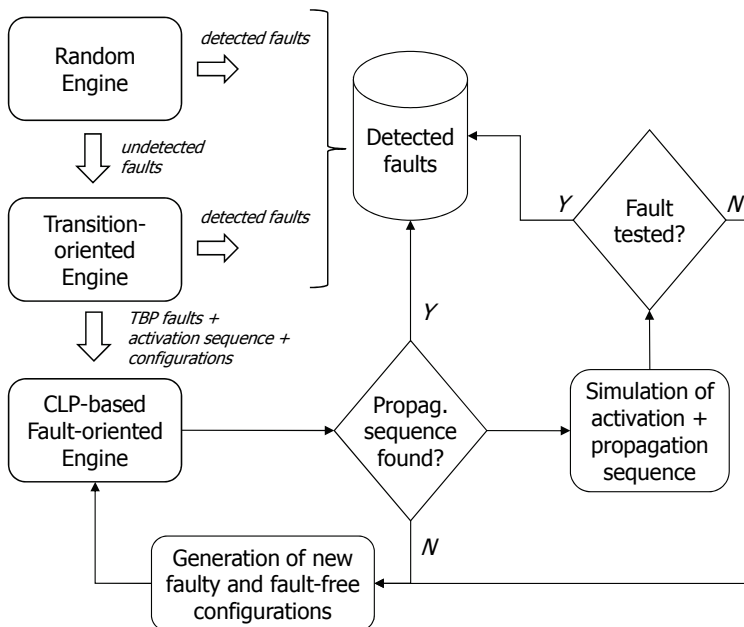 Random
Engine
detected faults
undetected
faults
Transition-
oriented
Engine
detected faults
Detected
faults
Fault
tested?
Y
N
TBP faults +
activation sequence +
configurations
Y
CLP-based
Fault-oriented
Engine
Propag.
sequence
found?
Simulation of
activation +
propagation
sequence
N
Generation of new
faulty and fault-free
configurations